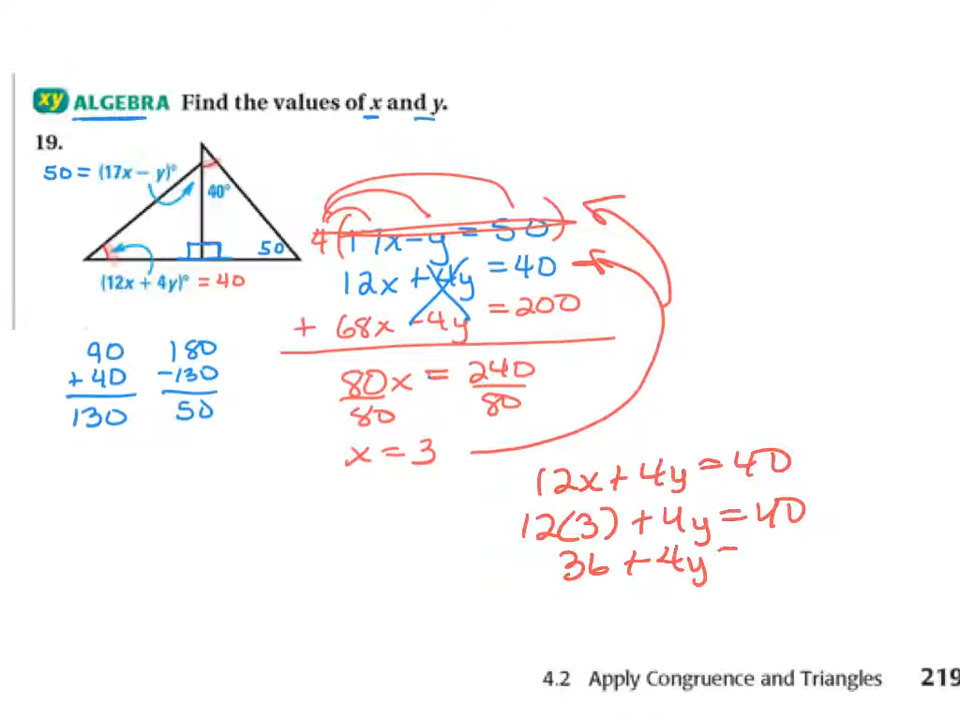 xy ALGEBRA Find the values of x and y.
19.
50 = (17x − y)°
40°
50
(12x + 4y)° = 40
4(17x − y = 50)
12x + 4y = 40
+ 68x − 4y = 200
80x = 240
80 80
x = 3
90 180
+ 40 − 130
130 50
12x + 4y = 40
12(3) + 4y = 40
36 + 4y =
4.2 Apply Congruence and Triangles 219